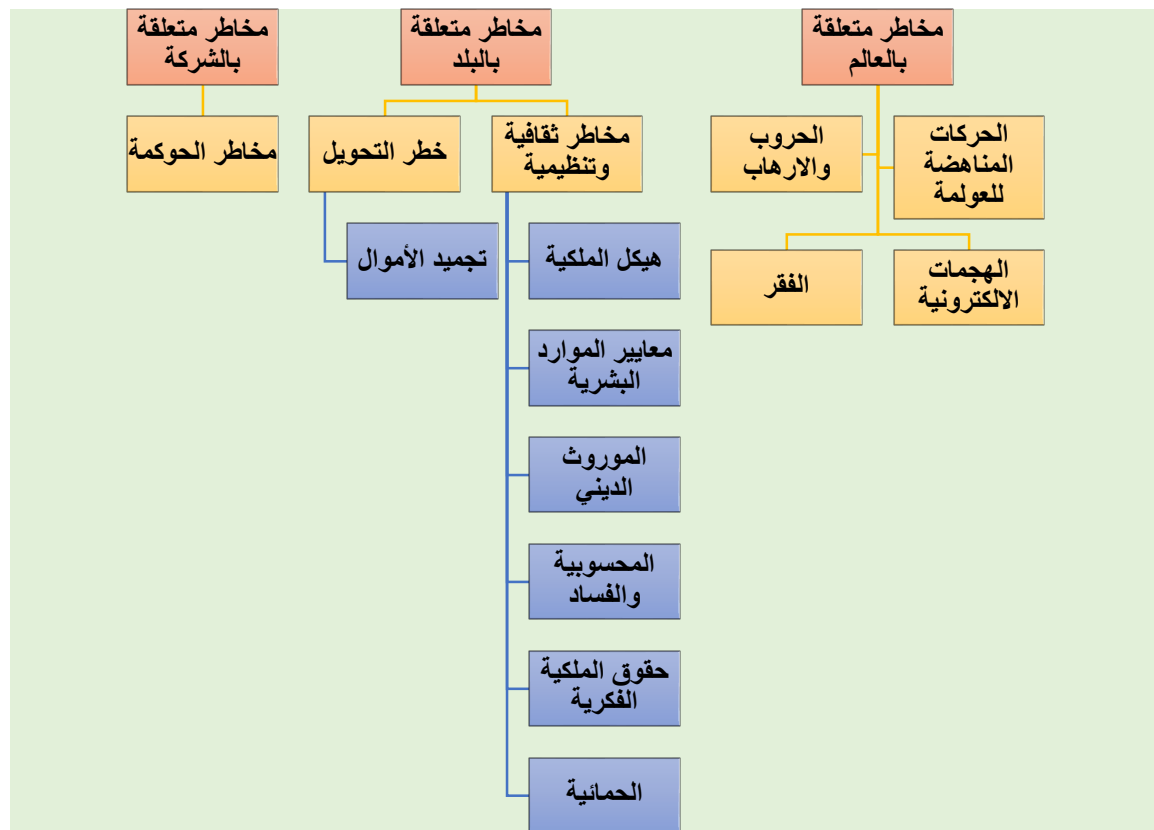 مخاطر متعلقة
بالعالم
الحركات
المناهضة
للعولمة
الحروب
والارهاب
الهجمات
الالكترونية
الفقر
مخاطر متعلقة
بالبلد
مخاطر ثقافية
وتنظيمية
هيكل الملكية
معايير الموارد
البشرية
الموروث
الديني
المحسوبية
والفساد
حقوق الملكية
الفكرية
الحمائية
خطر التحويل
تجميد الأموال
مخاطر متعلقة
بالشركة
مخاطر الحوكمة